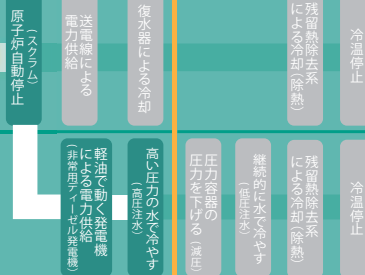 原子炉自動停止
(スクラム)
送電線による
電力供給
復水器による冷却
残留熱除去系
による冷却(除熱)
冷温停止
軽油で動く発電機
による電力供給
(非常用ディーゼル発電機)
高い圧力の水で冷やす
(高圧注水)
圧力容器の
圧力を下げる(減圧)
継続的に水で冷やす
(低圧注水)
残留熱除去系
による冷却(除熱)
冷温停止